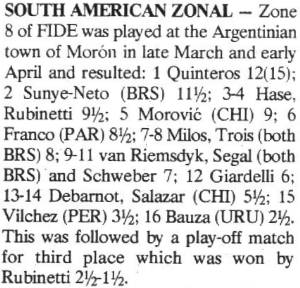 SOUTH AMERICAN ZONAL — Zone
8 of FIDE was played at the Argentinian
town of Morón in late March and early
April and resulted: 1 Quinteros 12(15);
2 Sunye-Neto (BRS) 11½; 3-4 Hase,
Rubinetti 9½; 5 Morović (CHI) 9; 6
Franco (PAR) 8½; 7-8 Milos, Trois (both
BRS) 8; 9-11 van Riemsdyk, Segal (both
BRS) and Schweber 7; 12 Giardelli 6;
13-14 Debarnot, Salazar (CHI) 5½; 15
Vilchez (PER) 3½; 16 Bauza (URU) 2½.
This was followed by a play-off match
for third place which was won by
Rubinetti 2½-1½.